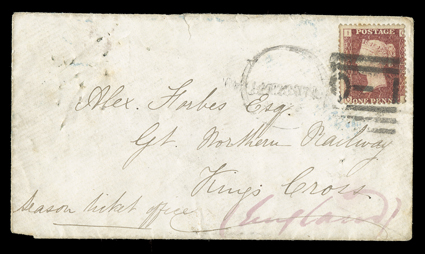 POSTAGE
ONE PENNY
Alex. Forbes Esq.
Gt. Northern Railway
Kings Cross
Season ticket office
(England)